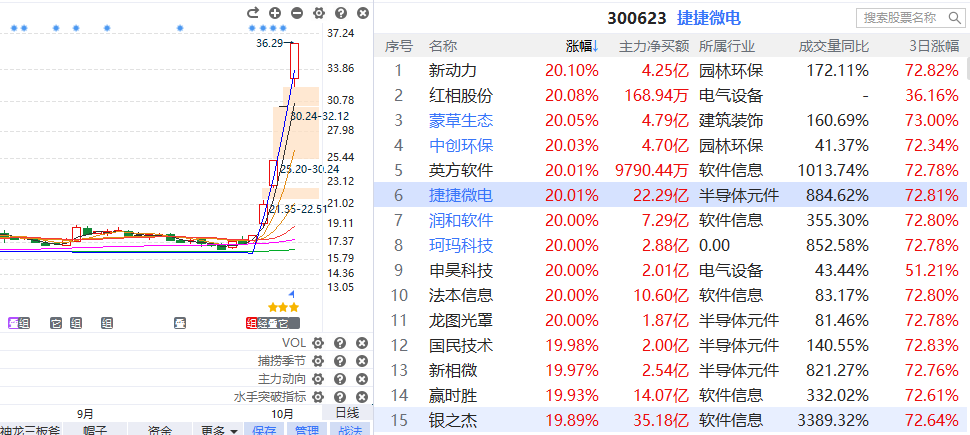 300623 捷捷微电
搜索股票名称
序号 名称 涨幅↓ 主力净买额 所属行业 成交量同比 3日涨幅
1 新动力 20.10% 4.25亿 园林环保 172.11% 72.82%
2 红相股份 20.08% 168.94万 电气设备 - 36.16%
3 蒙草生态 20.05% 4.79亿 建筑装饰 160.69% 73.00%
4 中创环保 20.03% 4.70亿 园林环保 41.37% 72.34%
5 英方软件 20.01% 9790.44万 软件信息 1013.74% 72.78%
6 捷捷微电 20.01% 22.29亿 半导体元件 884.62% 72.81%
7 润和软件 20.00% 7.29亿 软件信息 355.30% 72.80%
8 珂玛科技 20.00% 2.88亿 0.00 852.58% 72.78%
9 申昊科技 20.00% 2.01亿 电气设备 43.44% 51.21%
10 法本信息 20.00% 10.60亿 软件信息 83.17% 72.80%
11 龙图光罩 20.00% 1.87亿 半导体元件 81.46% 72.78%
12 国民技术 19.98% 2.00亿 半导体元件 140.55% 72.83%
13 新相微 19.97% 2.54亿 半导体元件 821.27% 72.76%
14 赢时胜 19.93% 14.07亿 软件信息 332.02% 72.61%
15 银之杰 19.89% 35.18亿 软件信息 3389.32% 72.64%
37.24
36.29
33.86
30.78
30.24-32.12
27.98
25.44
25.20-30.24
23.12
21.02
21.35-22.51
19.11
17.37
15.79
14.36
13.05
叠 组 它 组 组 叠 组 经 叠 它
VOL
捕捞季节
主力动向
水手突破指标
9月 10月 日线
神龙三板斧 帽子 资金 更多 保存 管理 战法